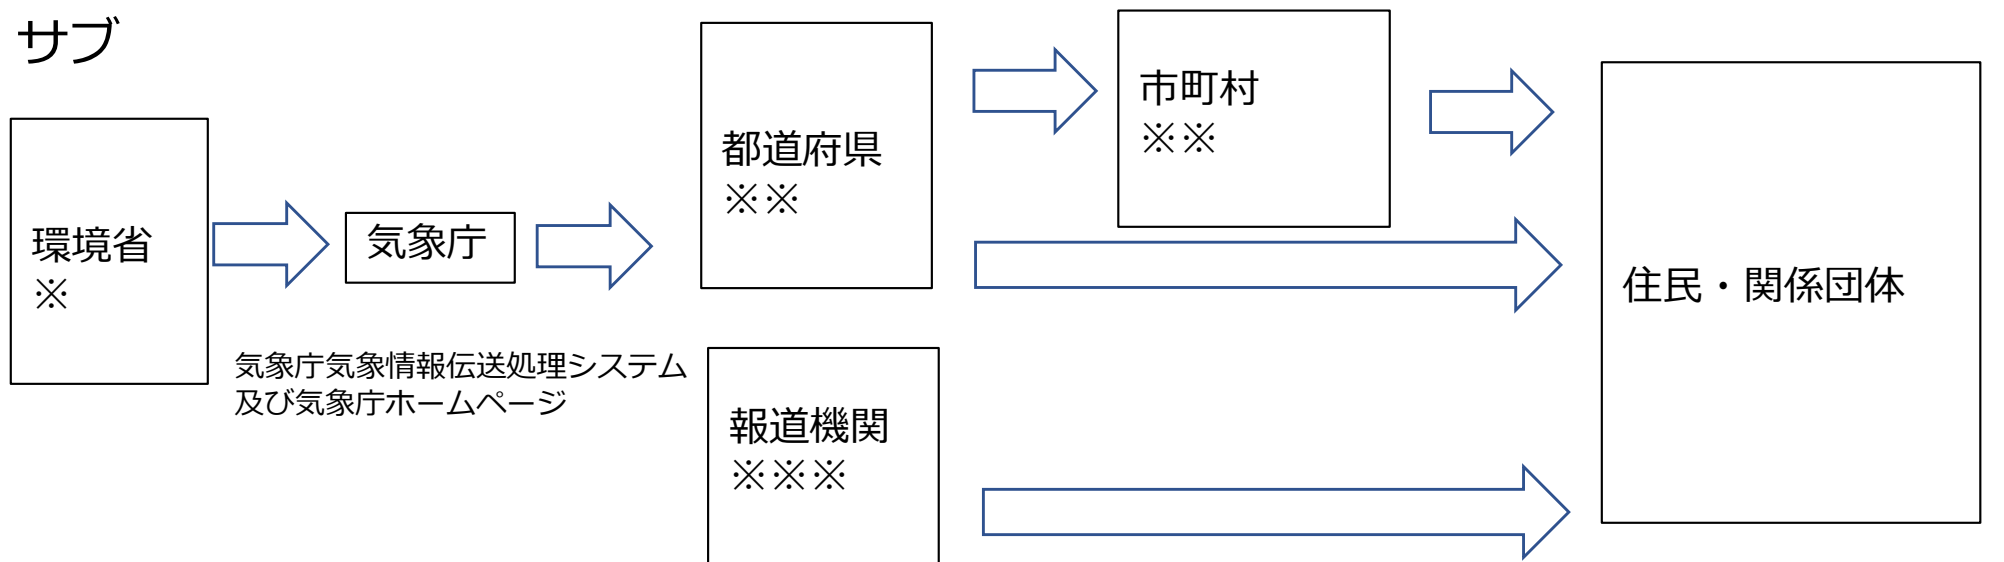 サブ
環境省
※
気象庁
気象庁気象情報伝送処理システム
及び気象庁ホームページ
都道府県
※※
報道機関
※※※
市町村
※※
住民・関係団体